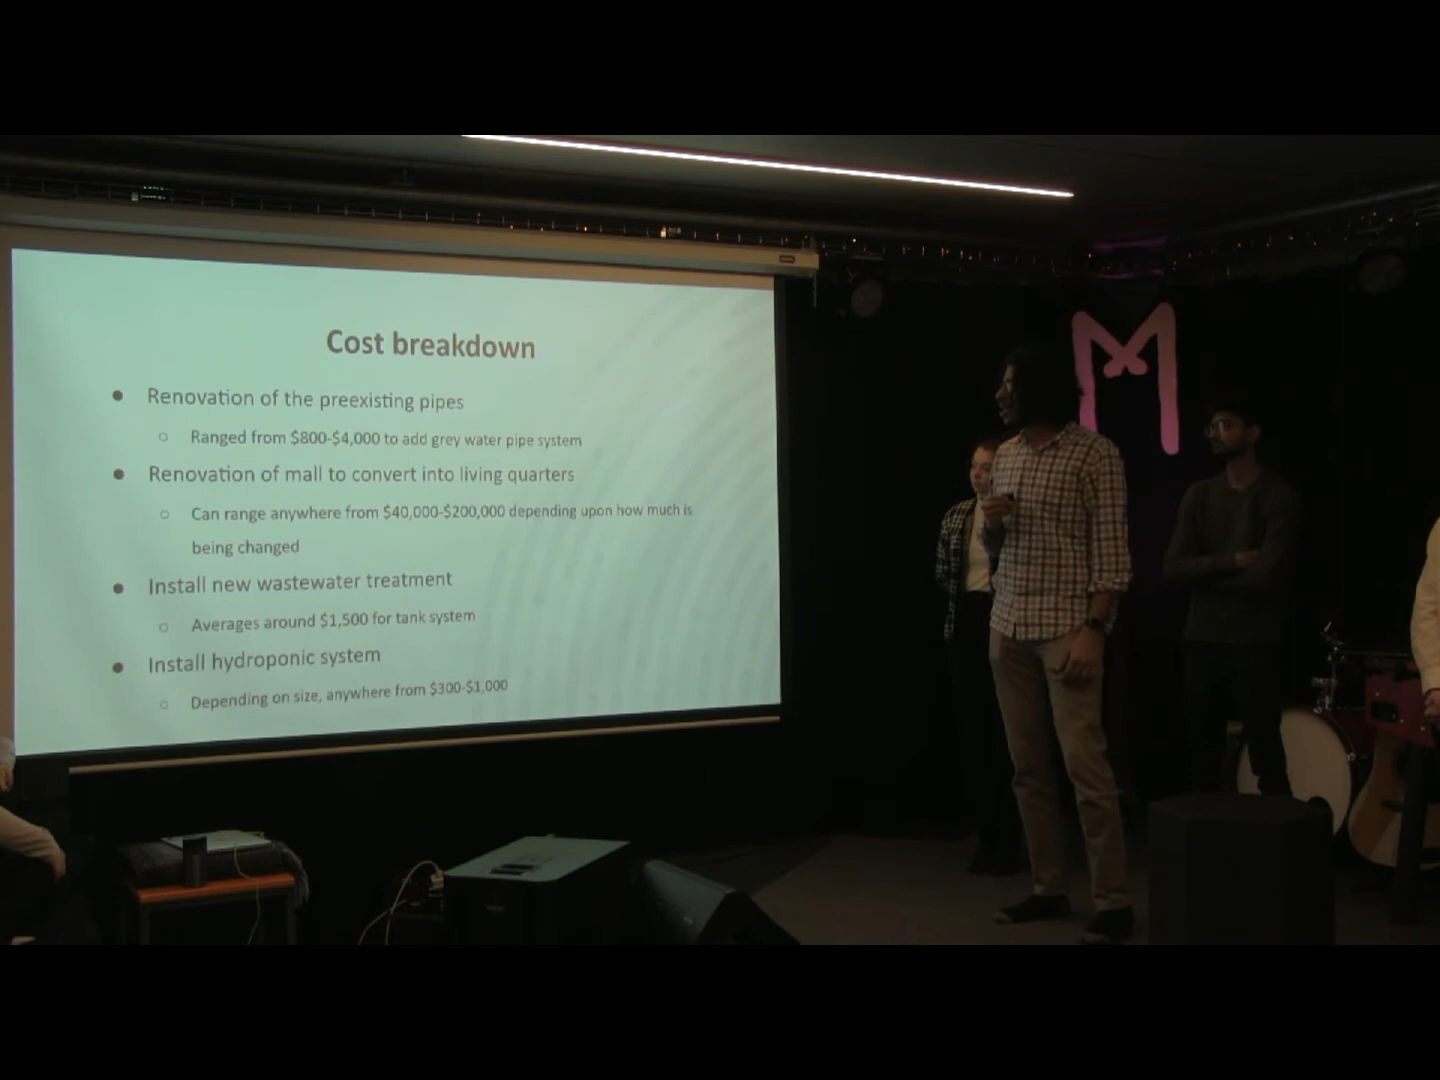 Cost breakdown
● Renovation of the preexisting pipes
○ Ranged from $800-$4,000 to add grey water pipe system
● Renovation of mall to convert into living quarters
○ Can range anywhere from $40,000-$200,000 depending upon how much is
being changed
● Install new wastewater treatment
○ Averages around $1,500 for tank system
● Install hydroponic system
○ Depending on size, anywhere from $300-$1,000
M